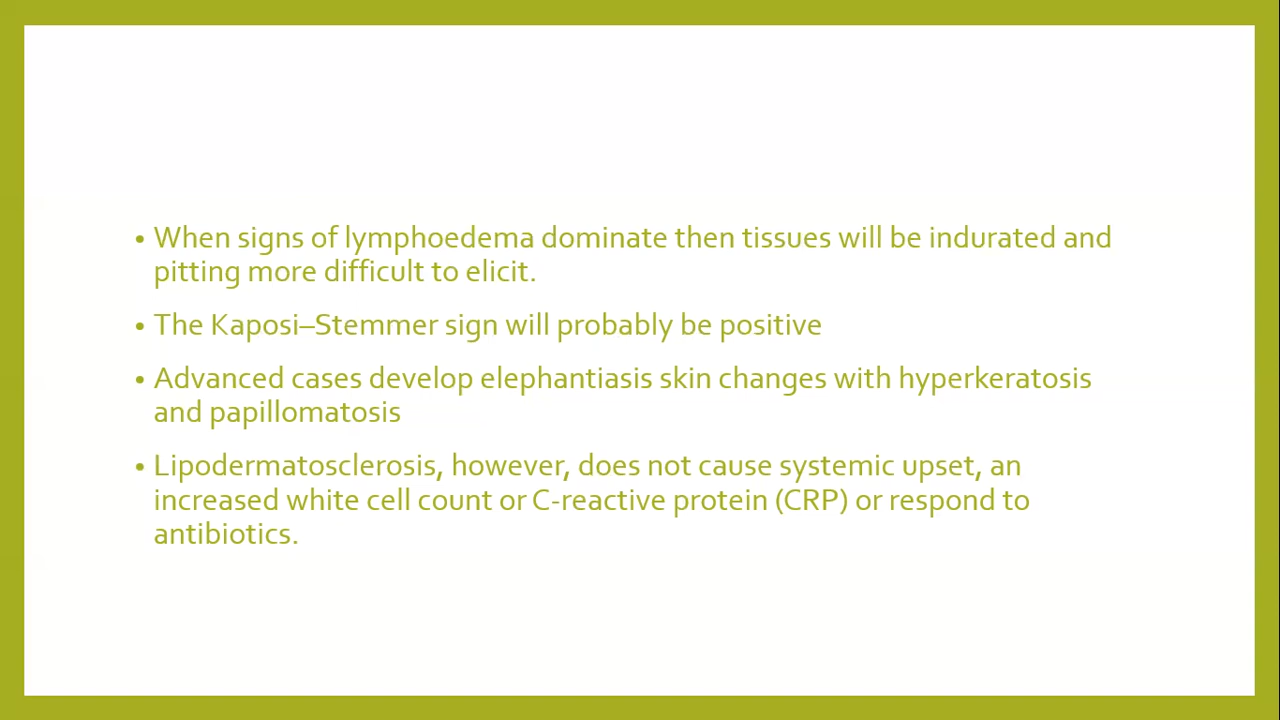 • When signs of lymphoedema dominate then tissues will be indurated and
pitting more difficult to elicit.
• The Kaposi–Stemmer sign will probably be positive
• Advanced cases develop elephantiasis skin changes with hyperkeratosis
and papillomatosis
• Lipodermatosclerosis, however, does not cause systemic upset, an
increased white cell count or C-reactive protein (CRP) or respond to
antibiotics.